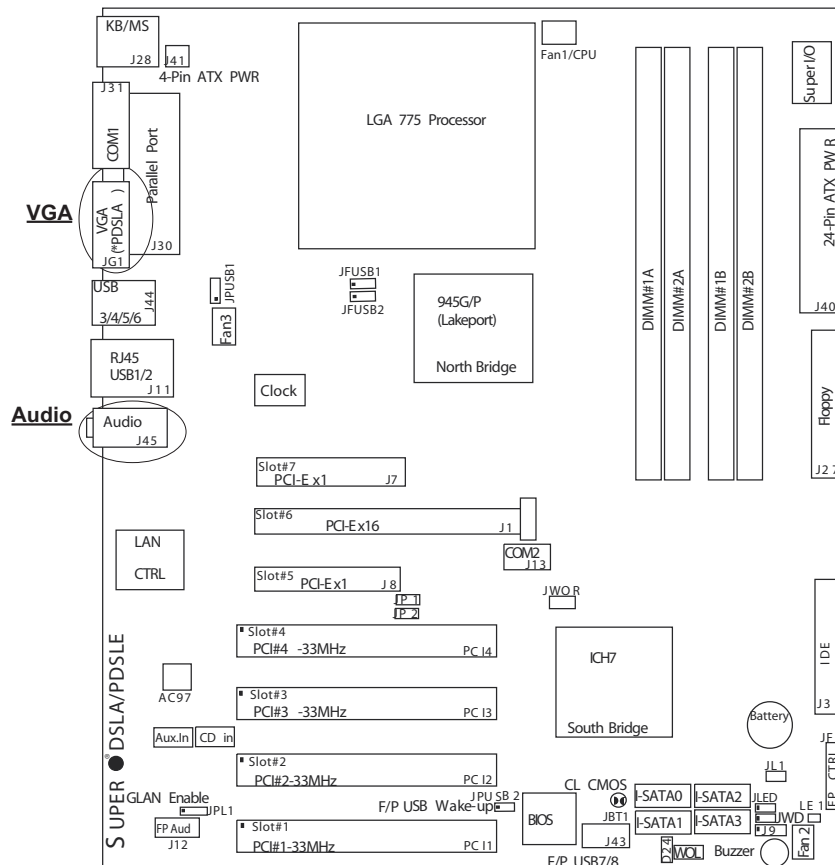 KB/MS
J28
J41
4-Pin ATX PWR
Fan1/CPU
Super I/O
J31
COM1
Parallel Port
J30
LGA 775 Processor
24-Pin ATX PWR
J40
VGA
VGA
(*PDSLA )
JG1
USB
J44
3/4/5/6
JPUSB1
Fan3
JFUSB1
JFUSB2
945G/P
(Lakeport)
North Bridge
DIMM#1A
DIMM#2A
DIMM#1B
DIMM#2B
RJ45
USB1/2
J11
Clock
Floppy
J27
Audio
Audio
J45
Slot#7
PCI-E x1
J7
Slot#6
PCI-Ex16
J1
COM2
J13
LAN
CTRL
Slot#5
PCI-Ex1
J8
JP1
JP2
JWOR
Slot#4
PCI#4 -33MHz
PCI4
ICH7
South Bridge
IDE
J3
AC97
Slot#3
PCI#3 -33MHz
PCI3
Battery
Aux.In
CD in
SUPER ® DSLA/PDSLE
Slot#2
PCI#2-33MHz
PCI2
JL1
JF
FP CTRL
GLAN Enable
JPL1
F/P USB Wake-up
JPUSB2
CL CMOS
JBT1
I-SATA0
I-SATA2
I-SATA1
I-SATA3
JLED
JWD
LE1
J9
Fan2
FP Aud
J12
Slot#1
PCI#1-33MHz
PCI1
BIOS
J43
F/P USB7/8
D24
WOL
Buzzer